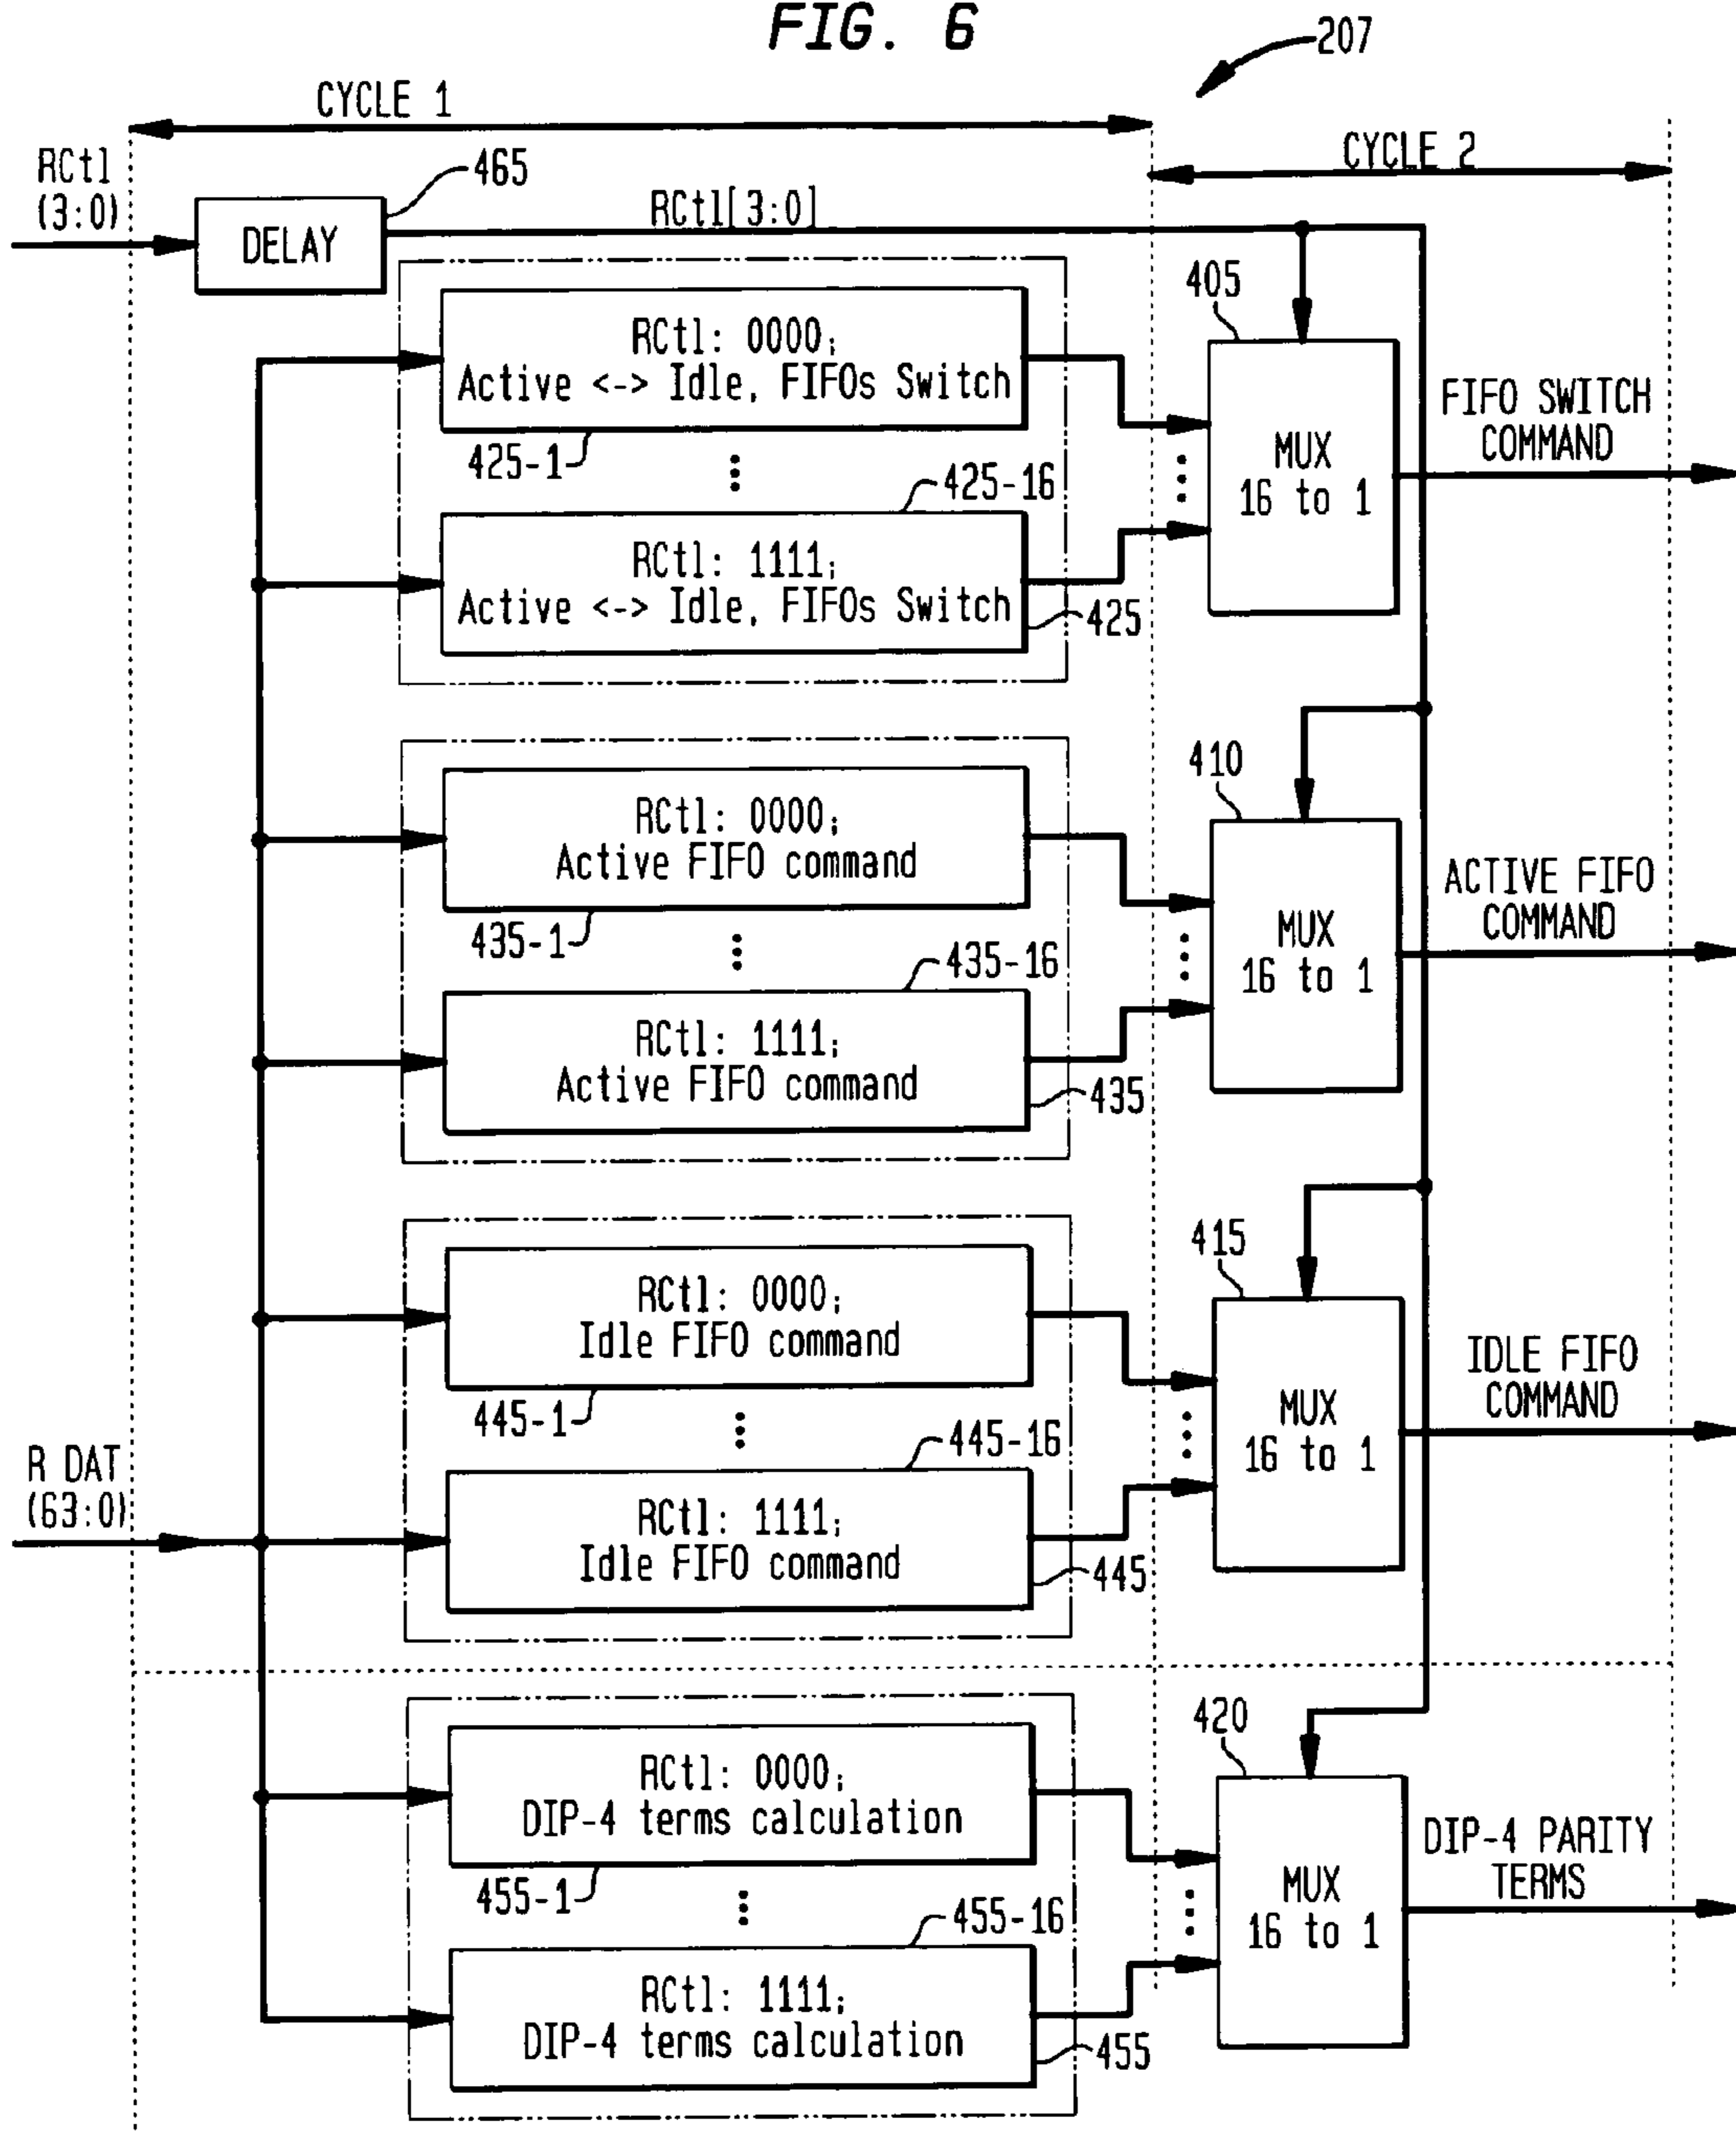 FIG. 6
207
CYCLE 1
CYCLE 2
RCtl
(3:0)
465
DELAY
RCtl[3:0]
405
RCtl: 0000;
Active <-> Idle, FIFOs Switch
425-1
425-16
RCtl: 1111;
Active <-> Idle, FIFOs Switch
425
MUX
16 to 1
FIFO SWITCH
COMMAND
410
RCtl: 0000;
Active FIFO command
435-1
435-16
RCtl: 1111;
Active FIFO command
435
MUX
16 to 1
ACTIVE FIFO
COMMAND
415
RCtl: 0000;
Idle FIFO command
445-1
445-16
RCtl: 1111;
Idle FIFO command
445
MUX
16 to 1
IDLE FIFO
COMMAND
R DAT
(63:0)
420
RCtl: 0000;
DIP-4 terms calculation
455-1
455-16
RCtl: 1111;
DIP-4 terms calculation
455
MUX
16 to 1
DIP-4 PARITY
TERMS